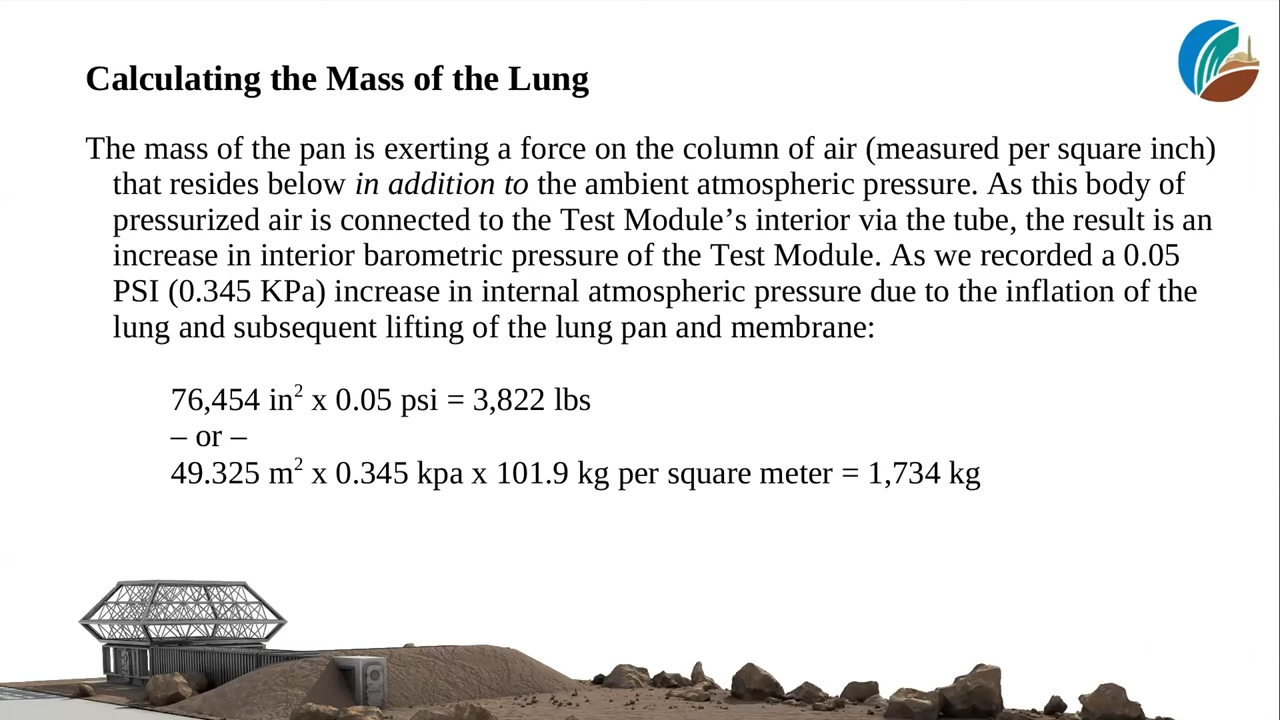 Calculating the Mass of the Lung
The mass of the pan is exerting a force on the column of air (measured per square inch)
that resides below in addition to the ambient atmospheric pressure. As this body of
pressurized air is connected to the Test Module’s interior via the tube, the result is an
increase in interior barometric pressure of the Test Module. As we recorded a 0.05
PSI (0.345 KPa) increase in internal atmospheric pressure due to the inflation of the
lung and subsequent lifting of the lung pan and membrane:
76,454 in² x 0.05 psi = 3,822 lbs
– or –
49.325 m² x 0.345 kpa x 101.9 kg per square meter = 1,734 kg